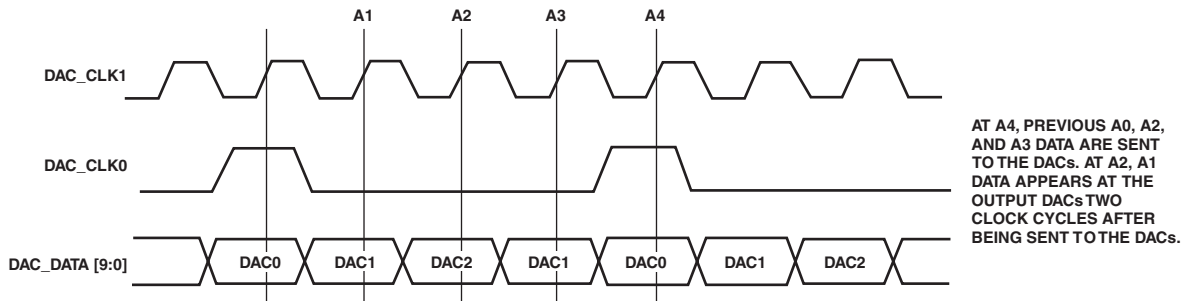 A1 A2 A3 A4
DAC_CLK1
DAC_CLK0
DAC_DATA [9:0]
DAC0 DAC1 DAC2 DAC1 DAC0 DAC1 DAC2
AT A4, PREVIOUS A0, A2,
AND A3 DATA ARE SENT
TO THE DACs. AT A2, A1
DATA APPEARS AT THE
OUTPUT DACs TWO
CLOCK CYCLES AFTER
BEING SENT TO THE DACs.